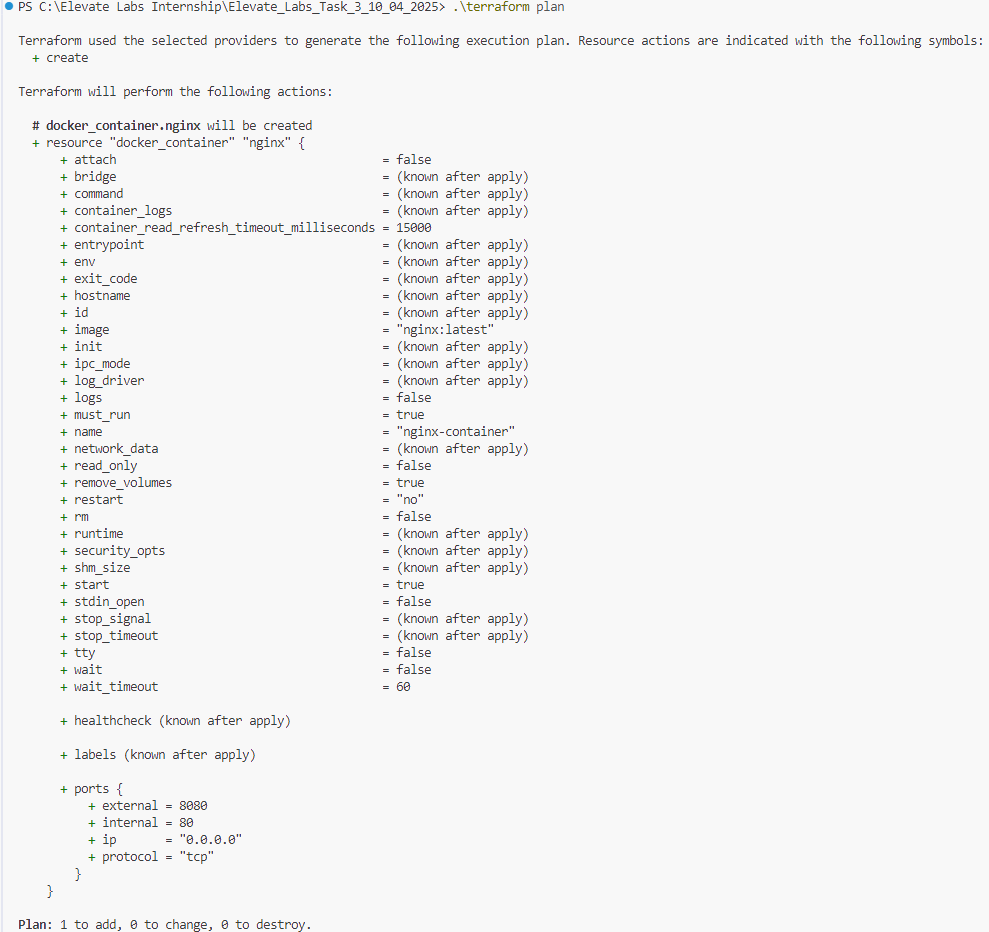 PS C:\Elevate Labs Internship\Elevate_Labs_Task_3_10_04_2025> .\terraform plan
Terraform used the selected providers to generate the following execution plan. Resource actions are indicated with the following symbols:
+ create
Terraform will perform the following actions:
# docker_container.nginx will be created
+ resource "docker_container" "nginx" {
+ attach = false
+ bridge = (known after apply)
+ command = (known after apply)
+ container_logs = (known after apply)
+ container_read_refresh_timeout_milliseconds = 15000
+ entrypoint = (known after apply)
+ env = (known after apply)
+ exit_code = (known after apply)
+ hostname = (known after apply)
+ id = (known after apply)
+ image = "nginx:latest"
+ init = (known after apply)
+ ipc_mode = (known after apply)
+ log_driver = (known after apply)
+ logs = false
+ must_run = true
+ name = "nginx-container"
+ network_data = (known after apply)
+ read_only = false
+ remove_volumes = true
+ restart = "no"
+ rm = false
+ runtime = (known after apply)
+ security_opts = (known after apply)
+ shm_size = (known after apply)
+ start = true
+ stdin_open = false
+ stop_signal = (known after apply)
+ stop_timeout = (known after apply)
+ tty = false
+ wait = false
+ wait_timeout = 60
+ healthcheck (known after apply)
+ labels (known after apply)
+ ports {
+ external = 8080
+ internal = 80
+ ip = "0.0.0.0"
+ protocol = "tcp"
}
}
Plan: 1 to add, 0 to change, 0 to destroy.